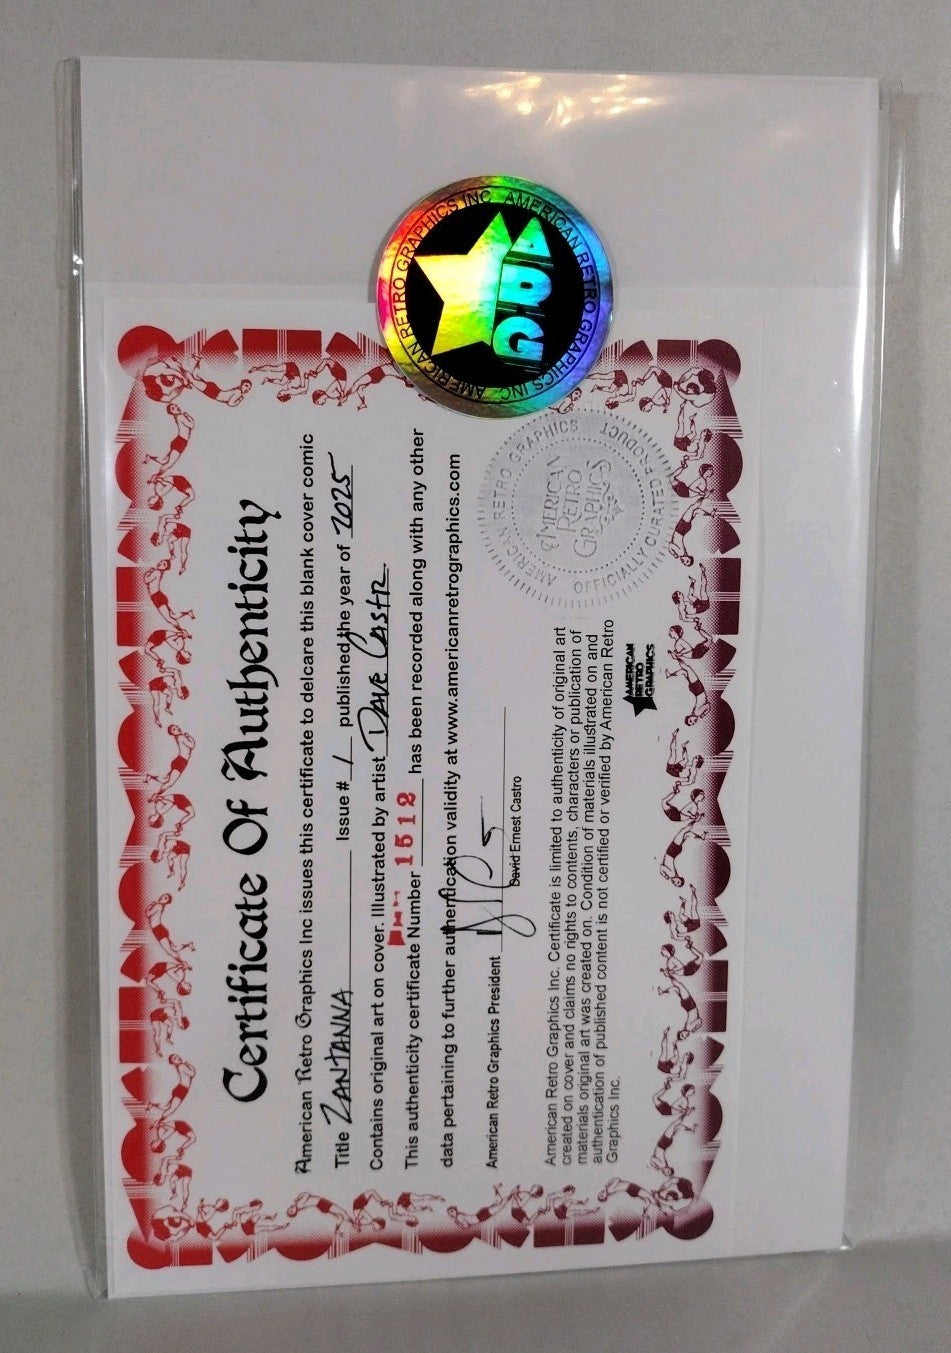 AMERICAN RETRO GRAPHICS INC AMERICAN RETRO GRAPHICS INC
ARG
Certificate Of Authenticity
American Retro Graphics Inc issues this certificate to delcare this blank cover comic
Title ZANTANNA Issue # 1 published the year of 2025
Contains original art on cover. Illustrated by artist DAVE CASTR
This authenticity certificate Number 1512 has been recorded along with any other
data pertaining to further authentication validity at www.americanretrographics.com
American Retro Graphics President
David Ernest Castro
AMERICAN RETRO GRAPHICS
OFFICIALLY CURATED PRODUCT
AMERICAN
RETRO
GRAPHICS
American Retro Graphics Inc. Certificate is limited to authenticity of original art
created on cover and claims no rights to contents, characters or publication of
materials original art was created on. Condition of materials illustrated on and
authentication of published content is not certified or verified by American Retro
Graphics Inc.
AMERICAN
RETRO
GRAPHICS